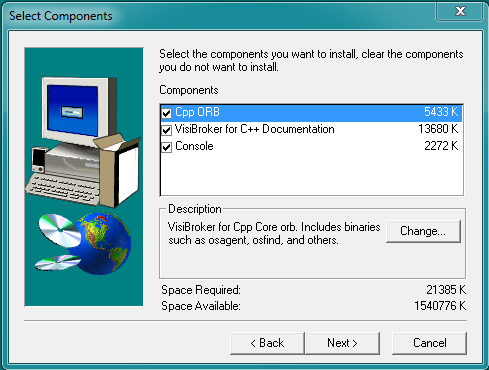 Select Components
Select the components you want to install, clear the components
you do not want to install.
Components
Cpp ORB 5433 K
VisiBroker for C++ Documentation 13680 K
Console 2272 K
Description
VisiBroker for Cpp Core orb. Includes binaries
such as osagent, osfind, and others.
Change...
Space Required: 21385 K
Space Available: 1540776 K
< Back Next > Cancel